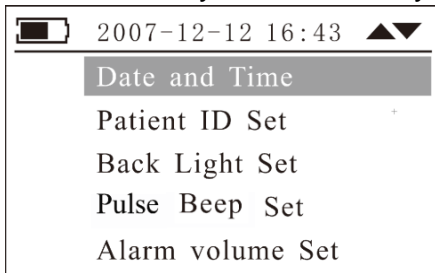 2007-12-12 16:43
Date and Time
Patient ID Set
Back Light Set
Pulse Beep Set
Alarm volume Set